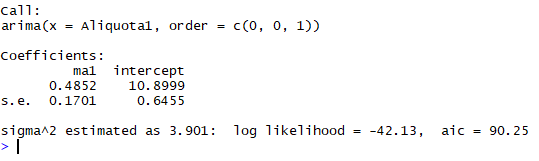 Call:
arima(x = Aliquota1, order = c(0, 0, 1))
Coefficients:
ma1 intercept
0.4852 10.8999
s.e. 0.1701 0.6455
sigma^2 estimated as 3.901: log likelihood = -42.13, aic = 90.25
>